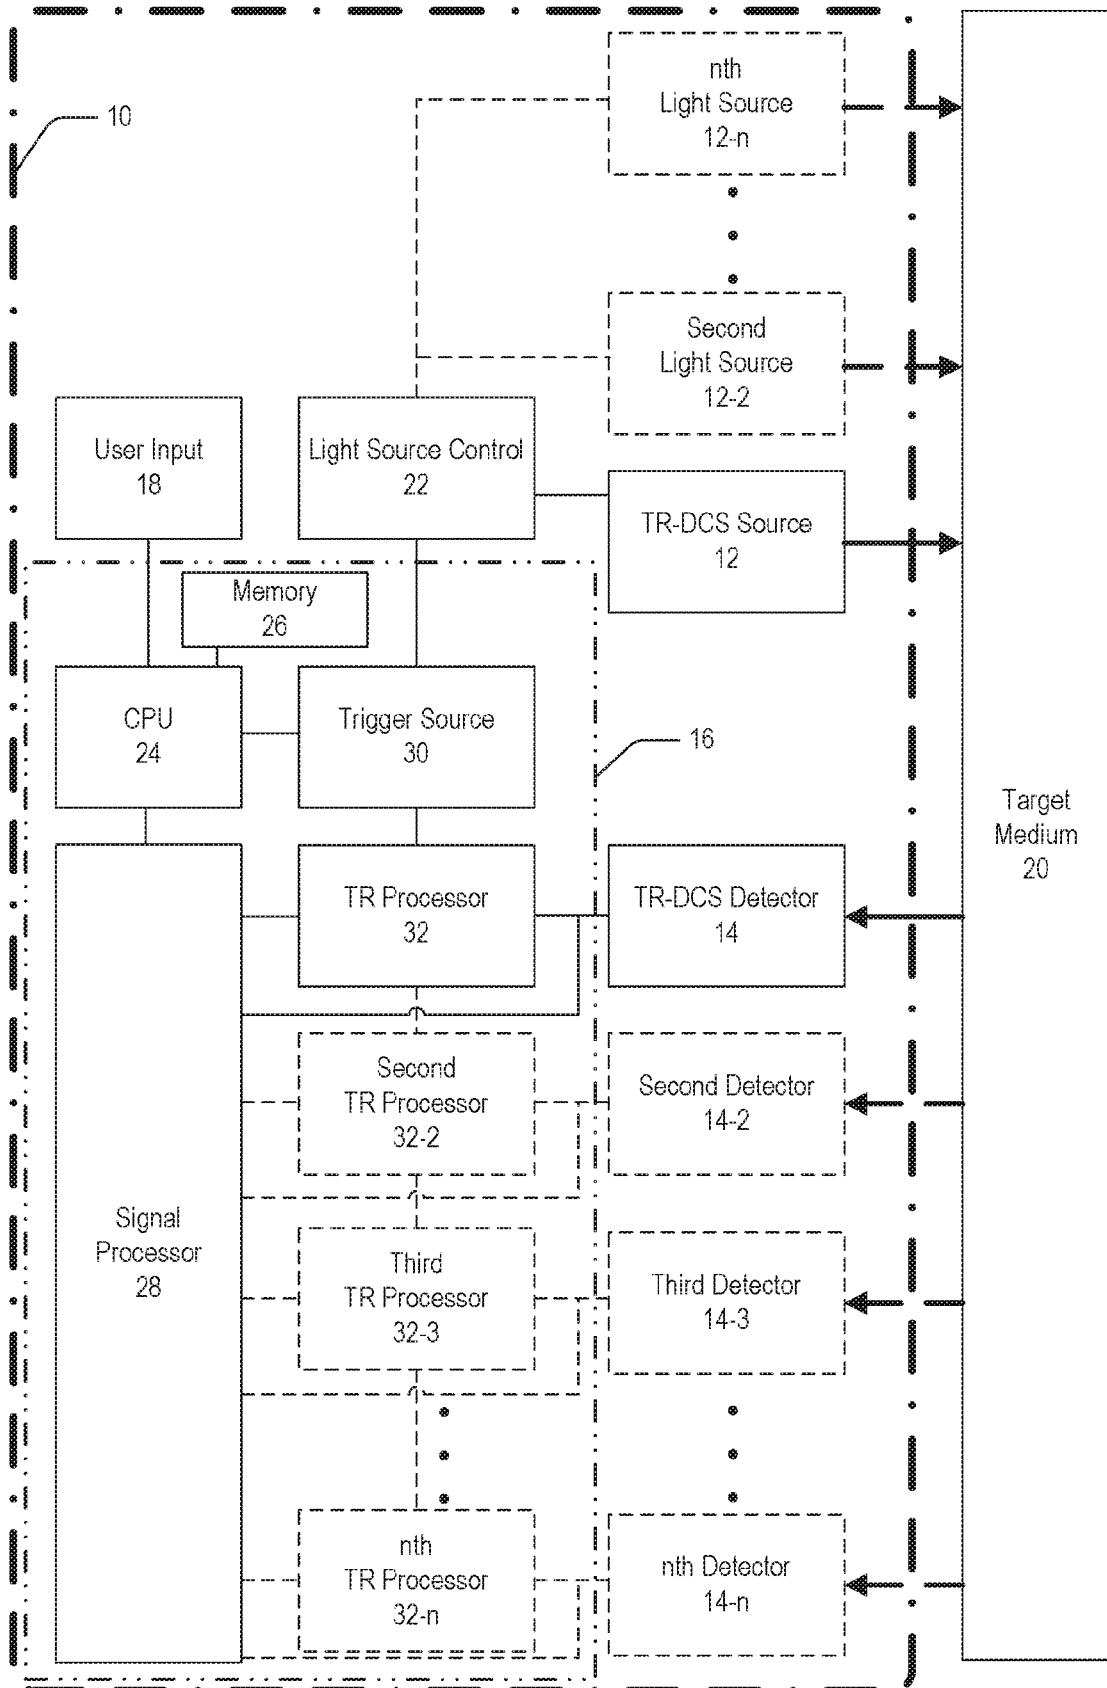 nth
Light Source
12-n
10
Second
Light Source
12-2
User Input
18
Light Source Control
22
TR-DCS Source
12
Memory
26
CPU
24
Trigger Source
30
16
Target
Medium
20
TR Processor
32
TR-DCS Detector
14
Second
TR Processor
32-2
Second Detector
14-2
Signal
Processor
28
Third
TR Processor
32-3
Third Detector
14-3
nth
TR Processor
32-n
nth Detector
14-n